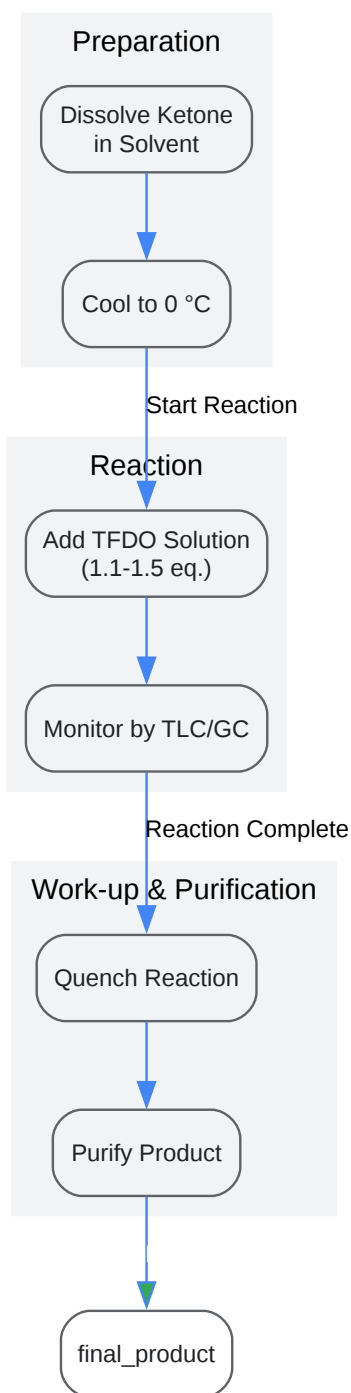 Preparation
Dissolve Ketone
in Solvent
Cool to 0 °C
Start Reaction
Reaction
Add TFDO Solution
(1.1-1.5 eq.)
Monitor by TLC/GC
Reaction Complete
Work-up & Purification
Quench Reaction
Purify Product
final_product